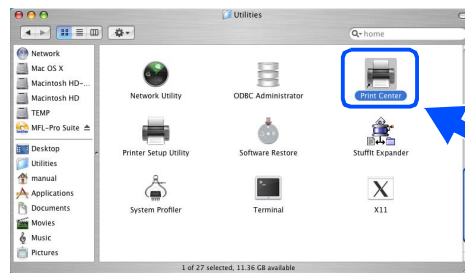 Utilities
home
Network
Mac OS X
Macintosh HD-...
Macintosh HD
TEMP
MFL-Pro Suite
Desktop
Utilities
manual
Applications
Documents
Movies
Music
Pictures
Network Utility
ODBC Administrator
Print Center
Printer Setup Utility
Software Restore
StuffIt Expander
System Profiler
Terminal
X11
1 of 27 selected, 11.36 GB available